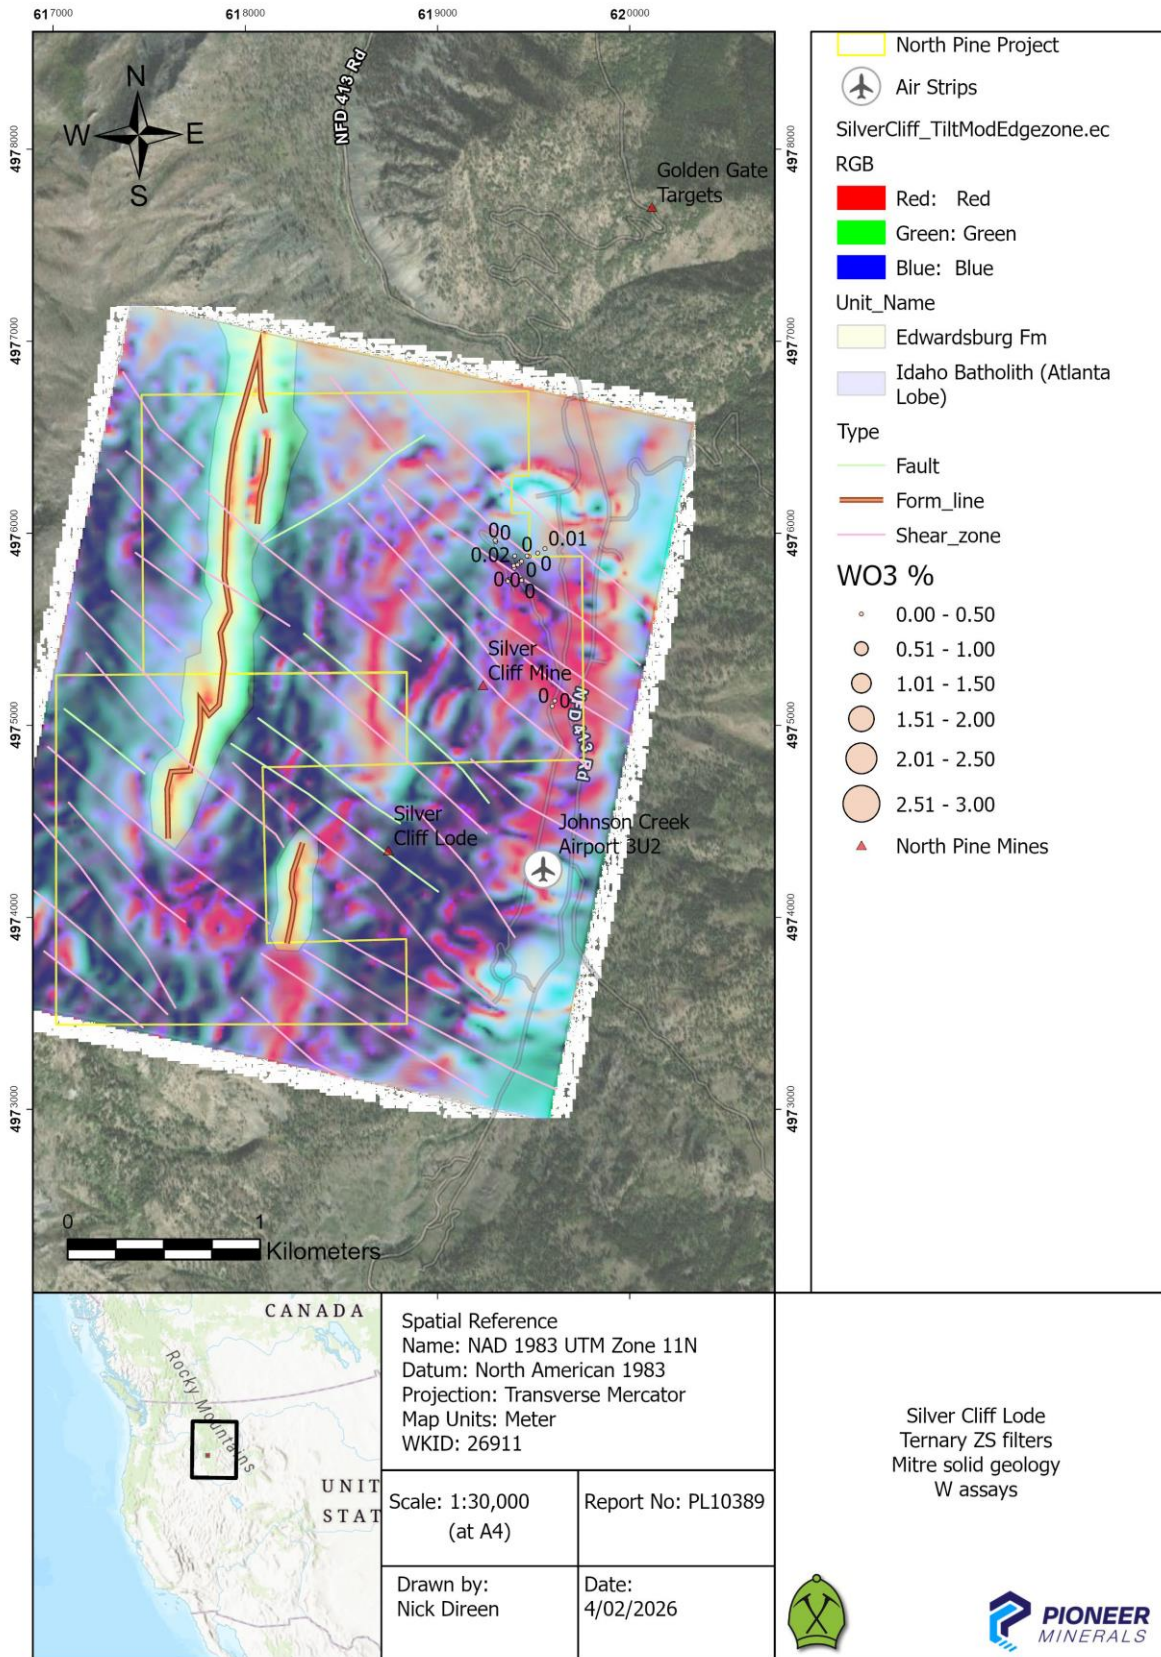 617000 618000 619000 620000
4978000
4977000
4976000
4975000
4974000
4973000
4978000
4977000
4976000
4975000
4974000
4973000
N
W E
S
NFD 413 Rd
Golden Gate
Targets
00
0
0.01
0.02
0
0
00
0
Silver
Cliff Mine
0
0
NFD 413 Rd
Silver
Cliff Lode
Johnson Creek
Airport 3U2
0 1
Kilometers
North Pine Project
Air Strips
SilverCliff_TiltModEdgezone.ec
RGB
Red: Red
Green: Green
Blue: Blue
Unit_Name
Edwardsburg Fm
Idaho Batholith (Atlanta
Lobe)
Type
Fault
Form_line
Shear_zone
WO3 %
0.00 - 0.50
0.51 - 1.00
1.01 - 1.50
1.51 - 2.00
2.01 - 2.50
2.51 - 3.00
North Pine Mines
CANADA
Rocky Mountains
UNIT
STAT
Spatial Reference
Name: NAD 1983 UTM Zone 11N
Datum: North American 1983
Projection: Transverse Mercator
Map Units: Meter
WKID: 26911
Scale: 1:30,000
(at A4)
Report No: PL10389
Drawn by:
Nick Direen
Date:
4/02/2026
Silver Cliff Lode
Ternary ZS filters
Mitre solid geology
W assays
PIONEER
MINERALS